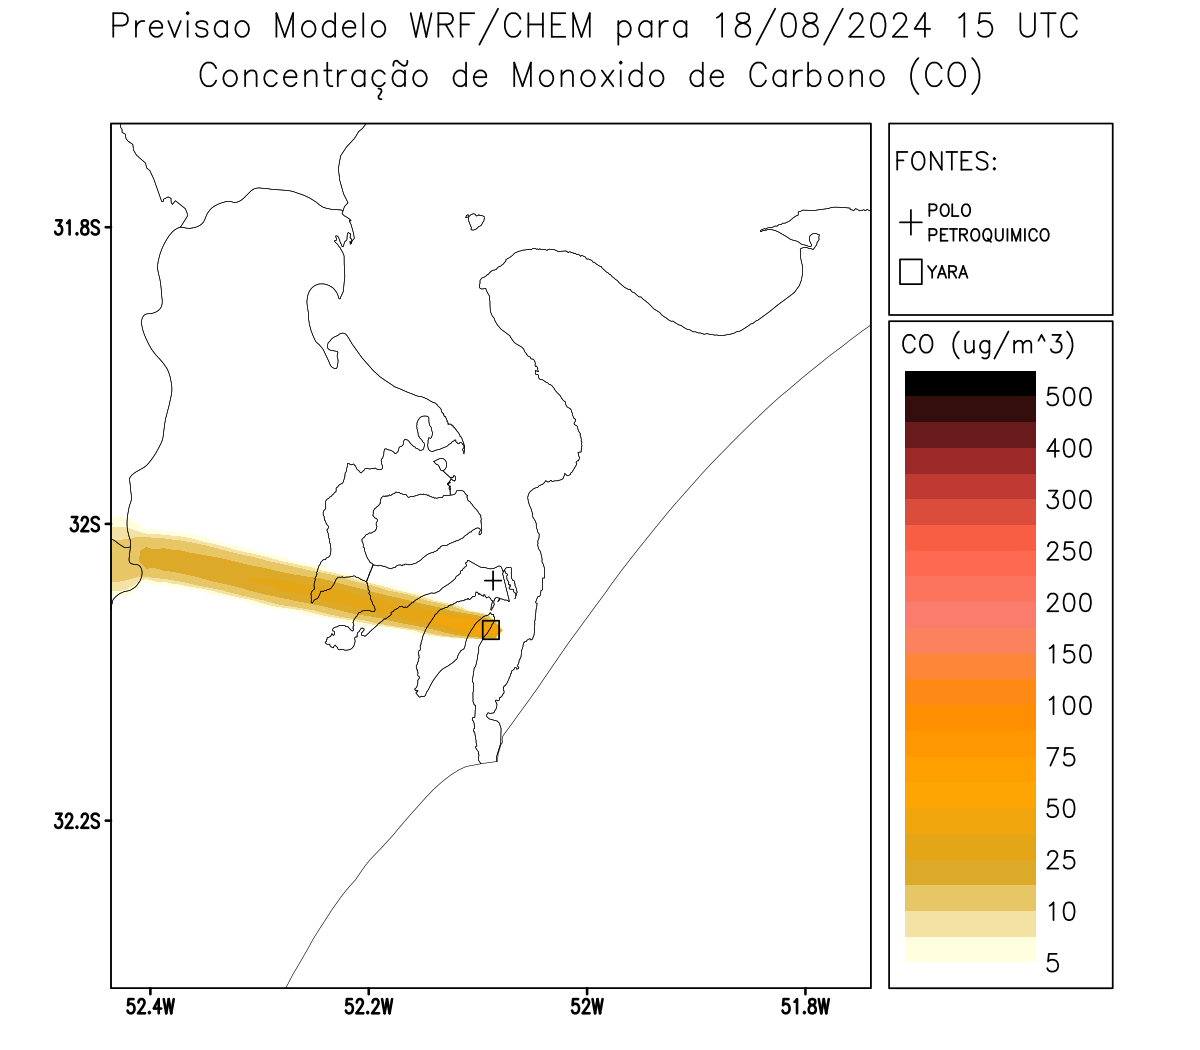 Previsao Modelo WRF/CHEM para 18/08/2024 15 UTC
Concentração de Monoxido de Carbono (CO)
FONTES:
POLO
PETROQUIMICO
YARA
CO (ug/m^3)
500
400
300
250
200
150
100
75
50
25
10
5
31.8S
32S
32.2S
52.4W
52.2W
52W
51.8W